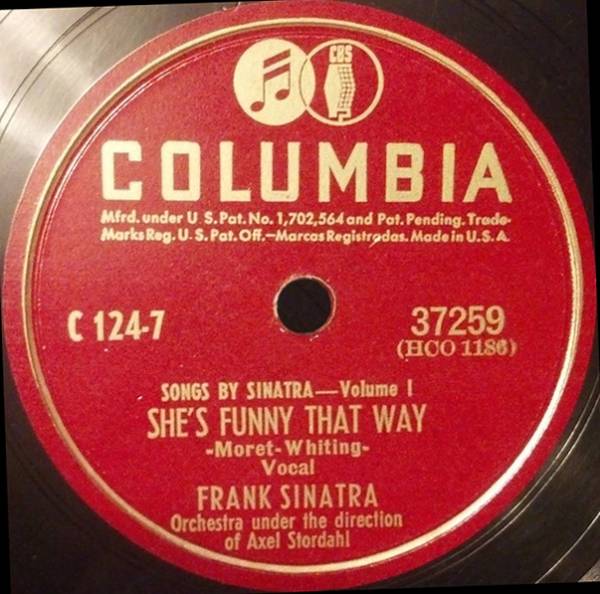 CBS
COLUMBIA
Mfrd. under U.S. Pat. No. 1,702,564 and Pat. Pending. Trade-
Marks Reg. U.S. Pat. Off.—Marcas Registradas. Made in U.S.A.
C 124-7
37259
(HCO 1186)
SONGS BY SINATRA—Volume I
SHE'S FUNNY THAT WAY
-Moret-Whiting-
Vocal
FRANK SINATRA
Orchestra under the direction
of Axel Stordahl